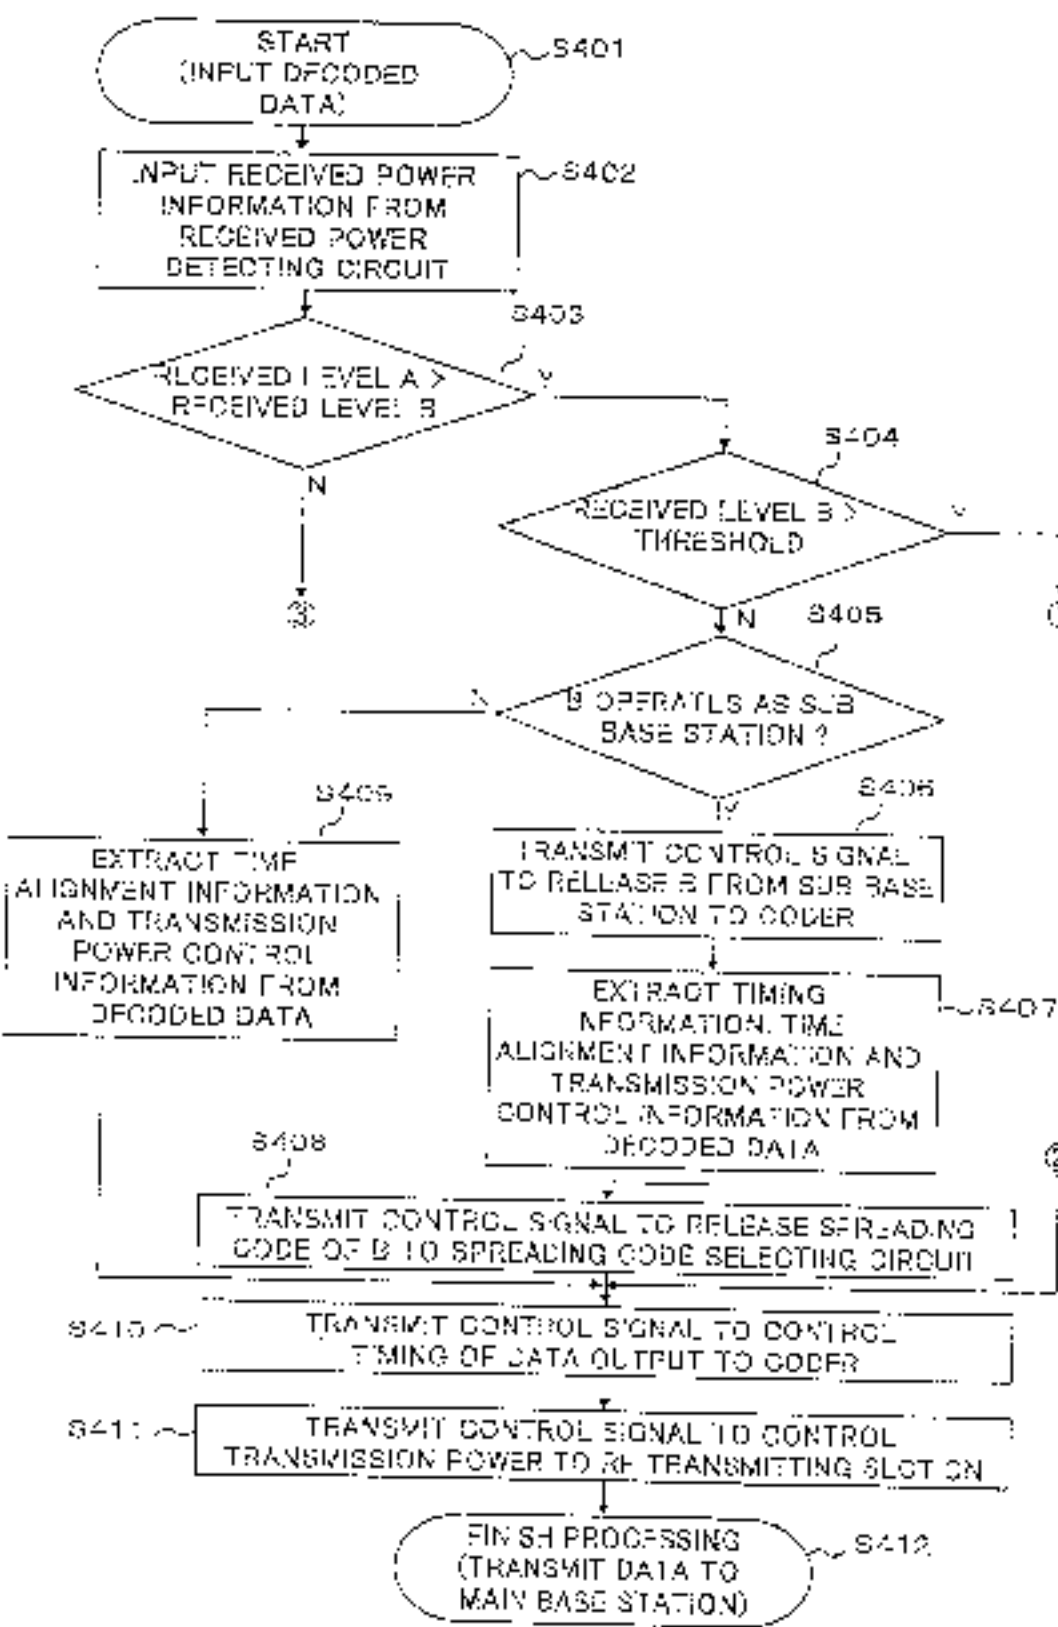 START
(INPUT DECODED
DATA)
S401
INPUT RECEIVED POWER
INFORMATION FROM
RECEIVED POWER
DETECTING CIRCUIT
S402
S403
RECEIVED LEVEL A >
RECEIVED LEVEL B
Y
N
③
S404
RECEIVED LEVEL B >
THRESHOLD
Y
N
S405
B OPERATES AS SUB
BASE STATION ?
N
Y
S409
EXTRACT TIME
ALIGNMENT INFORMATION
AND TRANSMISSION
POWER CONTROL
INFORMATION FROM
DECODED DATA
S406
TRANSMIT CONTROL SIGNAL
TO RELEASE B FROM SUB BASE
STATION TO CODER
EXTRACT TIMING
INFORMATION, TIME
ALIGNMENT INFORMATION AND
TRANSMISSION POWER
CONTROL INFORMATION FROM
DECODED DATA
S407
S408
TRANSMIT CONTROL SIGNAL TO RELEASE SPREADING
CODE OF B TO SPREADING CODE SELECTING CIRCUIT
②
S410
TRANSMIT CONTROL SIGNAL TO CONTROL
TIMING OF DATA OUTPUT TO CODER
S411
TRANSMIT CONTROL SIGNAL TO CONTROL
TRANSMISSION POWER TO RF TRANSMITTING SECTION
FINISH PROCESSING
(TRANSMIT DATA TO
MAIN BASE STATION)
S412